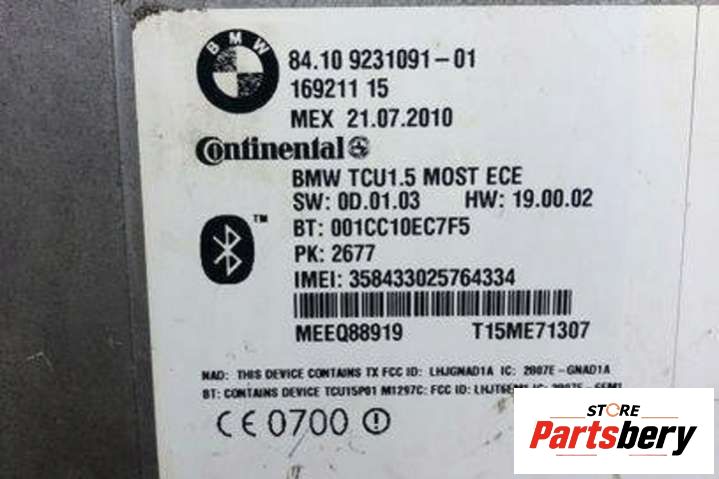 BMW
84.10 9231091-01
169211 15
MEX 21.07.2010
Continental
BMW TCU1.5 MOST ECE
SW: 0D.01.03 HW: 19.00.02
BT: 001CC10EC7F5
PK: 2677
IMEI: 358433025764334
MEEQ88919 T15ME71307
NAD: THIS DEVICE CONTAINS TX FCC ID: LHJGNAD1A IC: 2807E-GNAD1A
BT: CONTAINS DEVICE TCU15P01 M1297C: FCC ID: IC:
CE0700
STORE
Partsbery